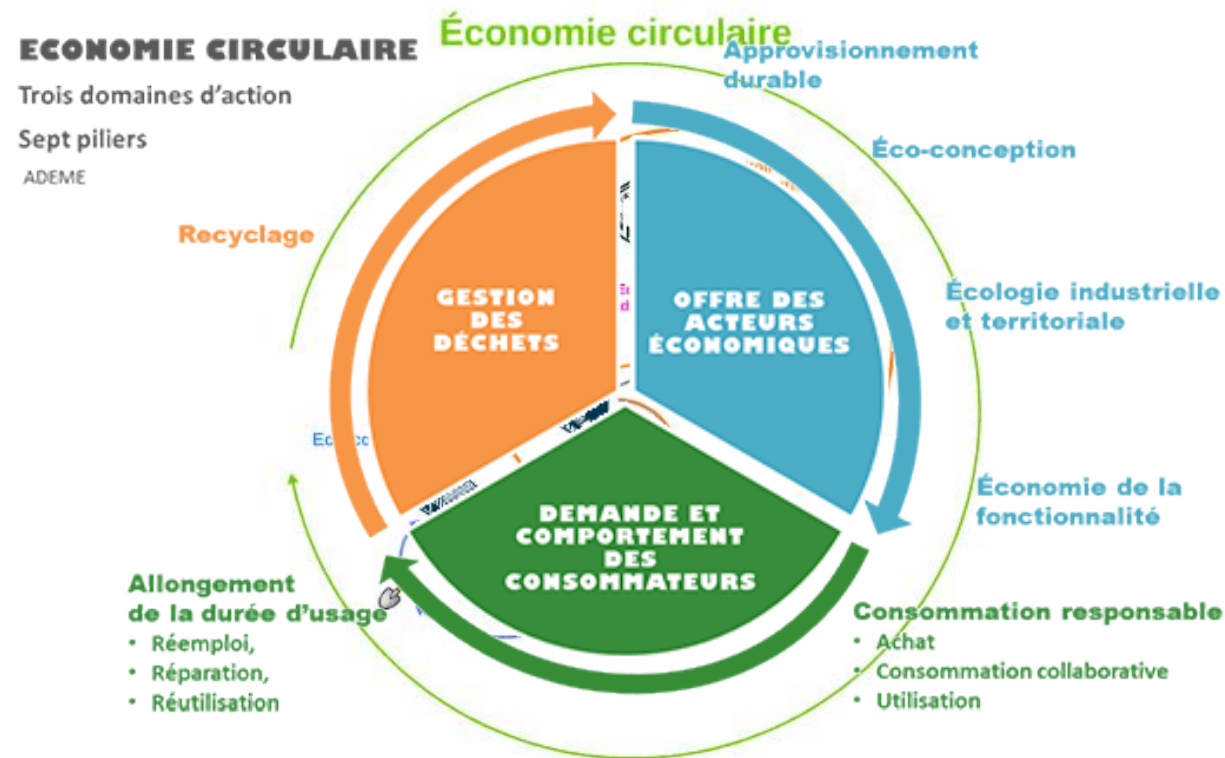 Économie circulaire
ECONOMIE CIRCULAIRE
Trois domaines d'action
Sept piliers
ADEME
Approvisionnement
durable
Éco-conception
Écologie industrielle
et territoriale
Économie de la
fonctionnalité
Recyclage
GESTION
DES
DÉCHETS
OFFRE DES
ACTEURS
ÉCONOMIQUES
DEMANDE ET
COMPORTEMENT
DES
CONSOMMATEURS
Consommation responsable
• Achat
• Consommation collaborative
• Utilisation
Allongement
de la durée d'usage
• Réemploi,
• Réparation,
• Réutilisation